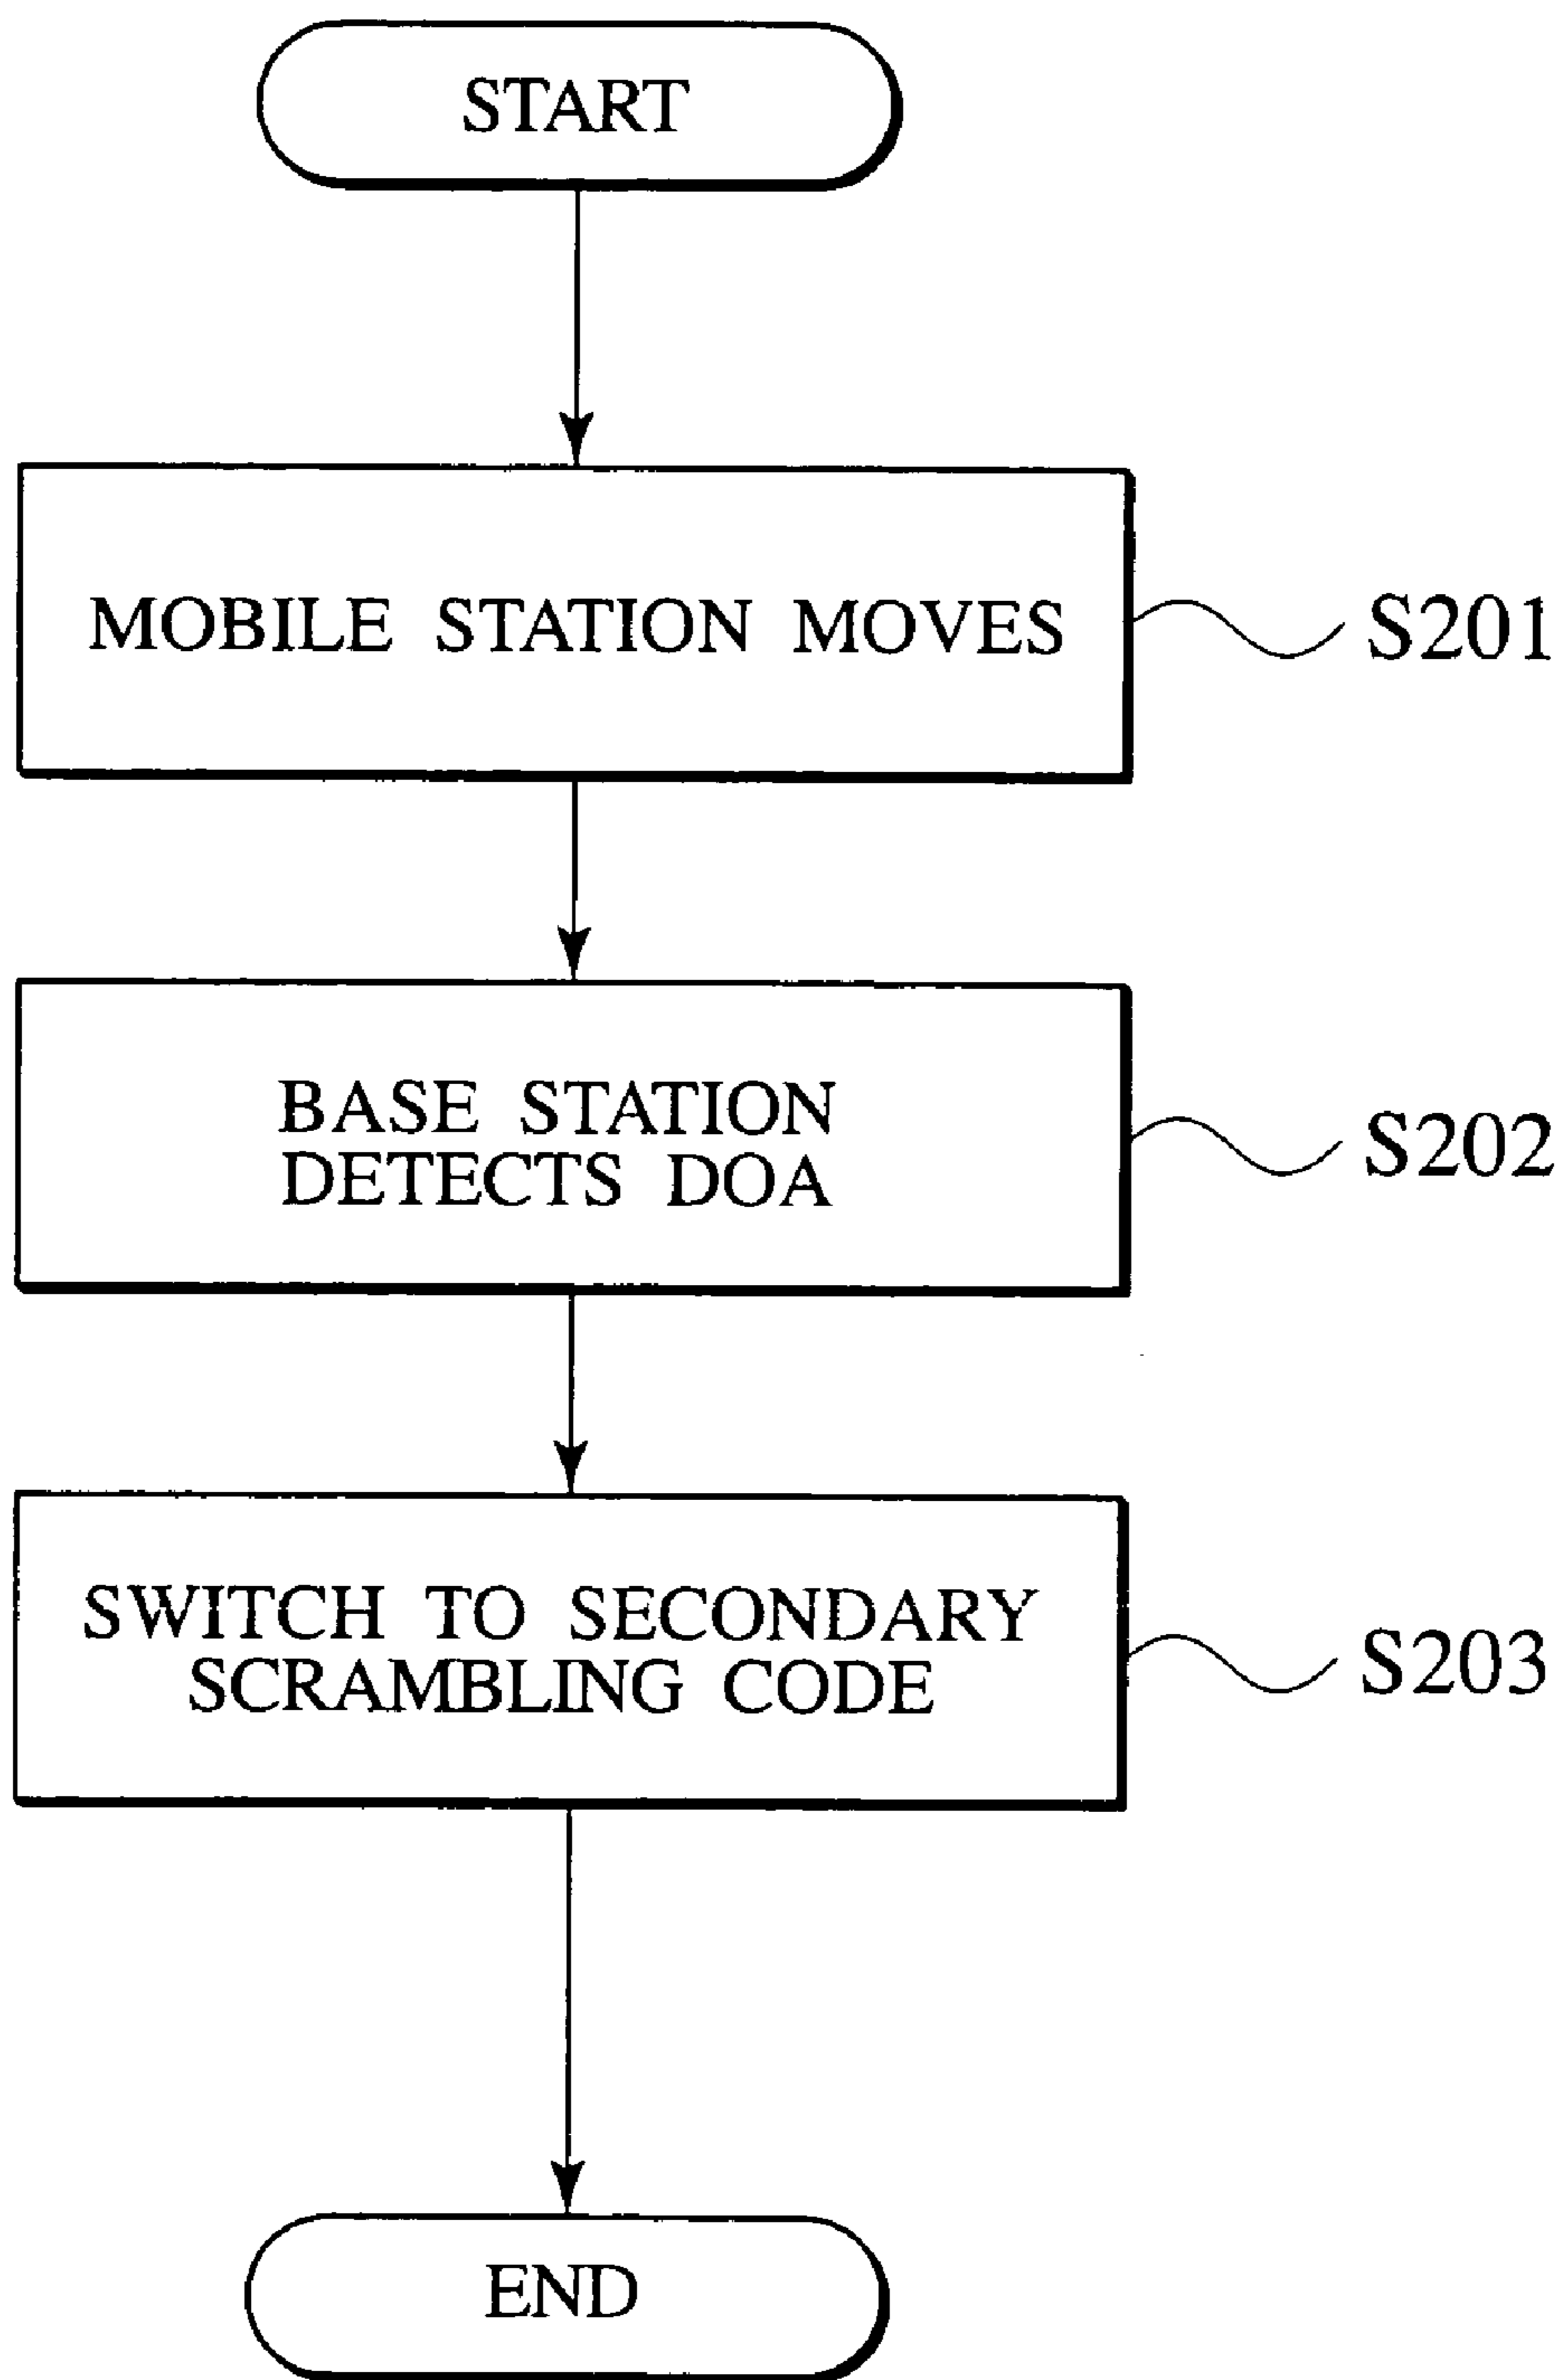 START
MOBILE STATION MOVES
S201
BASE STATION
DETECTS DOA
S202
SWITCH TO SECONDARY
SCRAMBLING CODE
S203
END